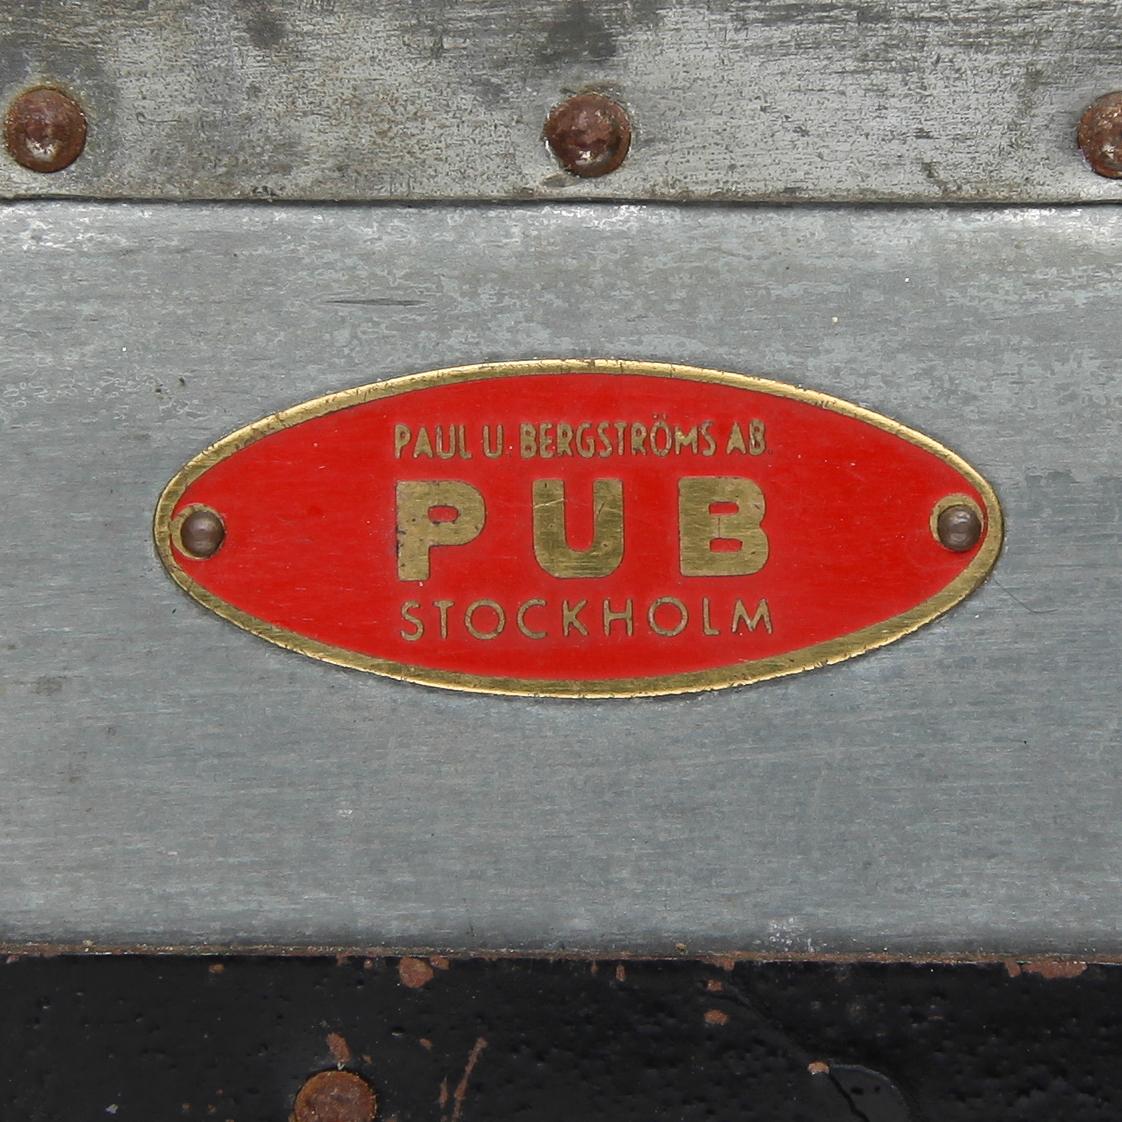 PAUL U. BERGSTRÖMS AB.
PUB
STOCKHOLM